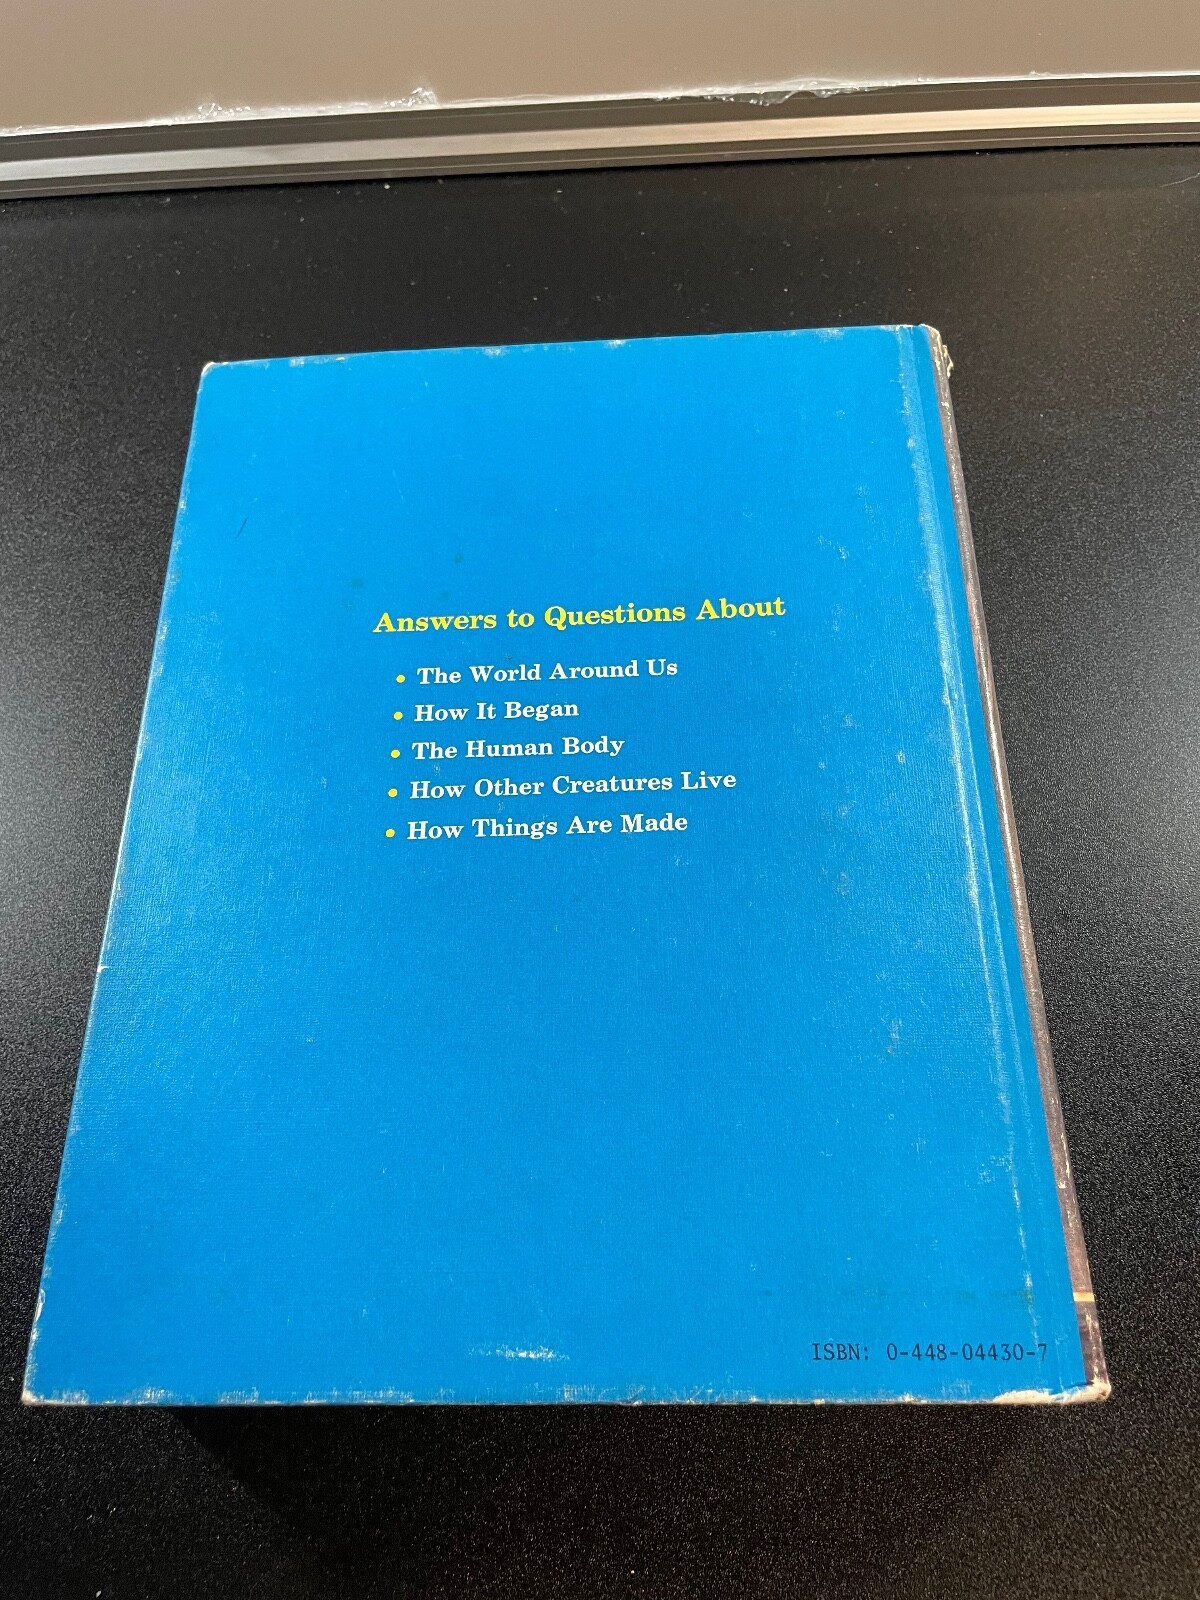 Answers to Questions About
• The World Around Us
• How It Began
• The Human Body
• How Other Creatures Live
• How Things Are Made
ISBN: 0-448-04430-7